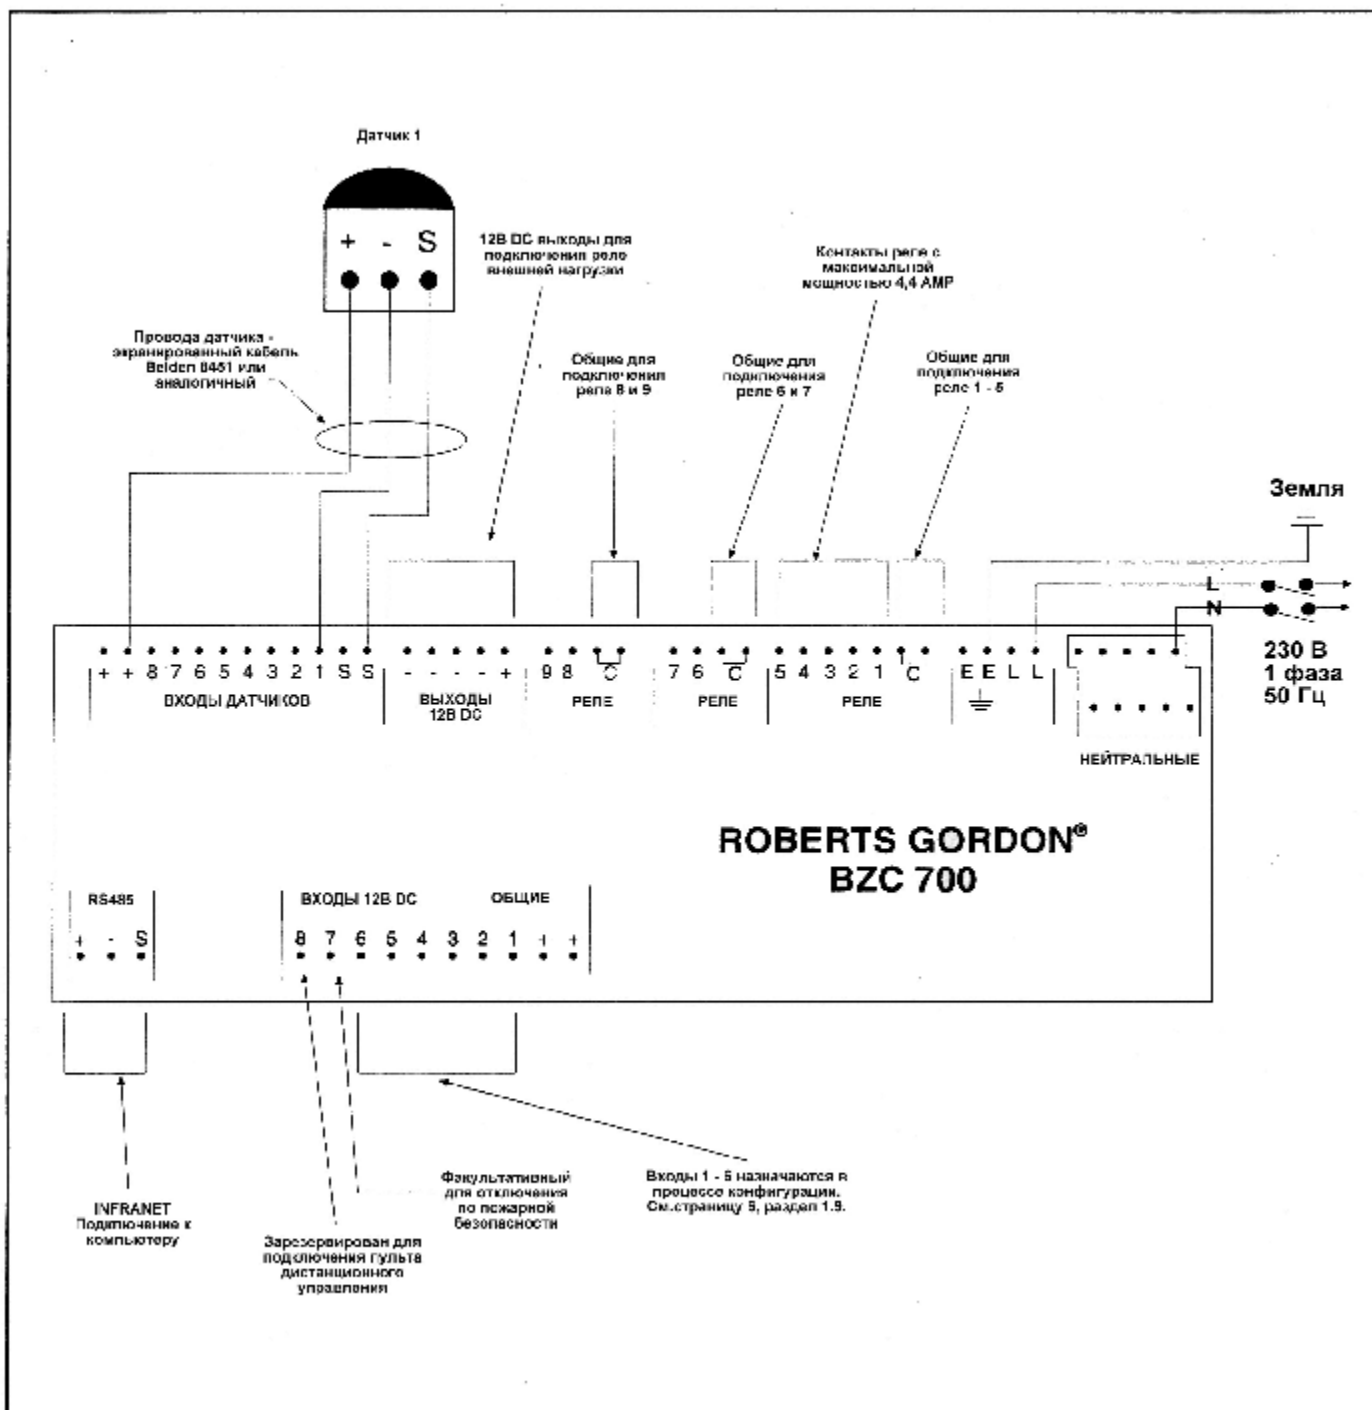 Датчик 1
+ - S
12В DC выходы для
подключения реле
внешней нагрузки
Контакты реле с
максимальной
мощностью 4,4 AMP
Провода датчика -
экранированный кабель
Belden 8451 или
аналогичный
Общие для
подключения
реле 8 и 9
Общие для
подключения
реле 6 и 7
Общие для
подключения
реле 1 - 5
Земля
L
N
230 В
1 фаза
50 Гц
+ + 8 7 6 5 4 3 2 1 S S
ВХОДЫ ДАТЧИКОВ
- - - - +
ВЫХОДЫ
12В DC
9 8 C
РЕЛЕ
7 6 C
РЕЛЕ
5 4 3 2 1 C
РЕЛЕ
E E L L
НЕЙТРАЛЬНЫЕ
ROBERTS GORDON®
BZC 700
RS485
+ - S
ВХОДЫ 12В DC ОБЩИЕ
8 7 6 5 4 3 2 1 + +
INFRANET
Подключение к
компьютору
Зарезервирован для
подключения пульта
дистанционного
управления
Факультативный
для отключения
по пожарной
безопасности
Входы 1 - 6 назначаются в
процессе конфигурации.
См.страницу 9, раздел 1.9.